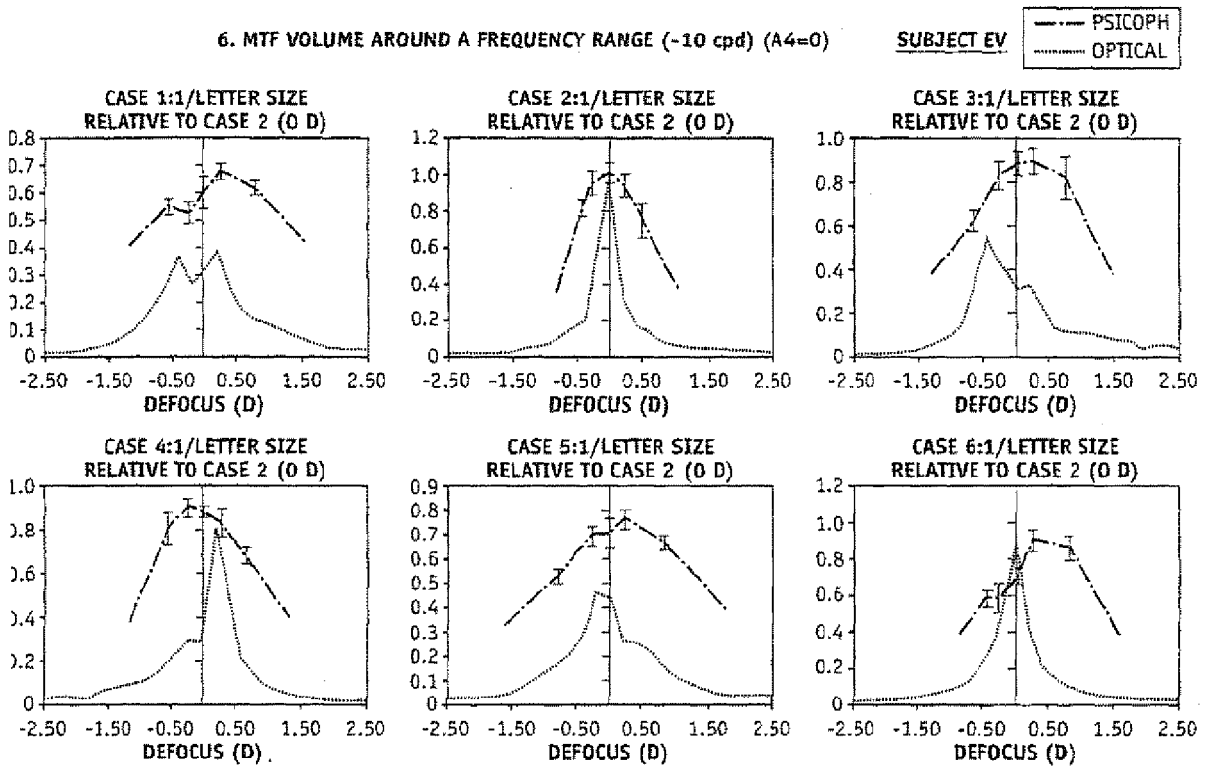 6. MTF VOLUME AROUND A FREQUENCY RANGE (~10 cpd) (A4=0)
SUBJECT EV
PSICOPH
OPTICAL
CASE 1:1/LETTER SIZE
RELATIVE TO CASE 2 (0 D)
0.8
0.7
0.6
0.5
0.4
0.3
0.2
0.1
0
-2.50 -1.50 -0.50 0.50 1.50 2.50
DEFOCUS (D)
CASE 2:1/LETTER SIZE
RELATIVE TO CASE 2 (0 D)
1.2
1.0
0.8
0.6
0.4
0.2
0
-2.50 -1.50 -0.50 0.50 1.50 2.50
DEFOCUS (D)
CASE 3:1/LETTER SIZE
RELATIVE TO CASE 2 (0 D)
1.0
0.8
0.6
0.4
0.2
0
-2.50 -1.50 -0.50 0.50 1.50 2.50
DEFOCUS (D)
CASE 4:1/LETTER SIZE
RELATIVE TO CASE 2 (0 D)
1.0
0.8
0.6
0.4
0.2
0
-2.50 -1.50 -0.50 0.50 1.50 2.50
DEFOCUS (D)
CASE 5:1/LETTER SIZE
RELATIVE TO CASE 2 (0 D)
0.9
0.8
0.7
0.6
0.5
0.4
0.3
0.2
0.1
0
-2.50 -1.50 -0.50 0.50 1.50 2.50
DEFOCUS (D)
CASE 6:1/LETTER SIZE
RELATIVE TO CASE 2 (0 D)
1.2
1.0
0.8
0.6
0.4
0.2
0
-2.50 -1.50 -0.50 0.50 1.50 2.50
DEFOCUS (D)